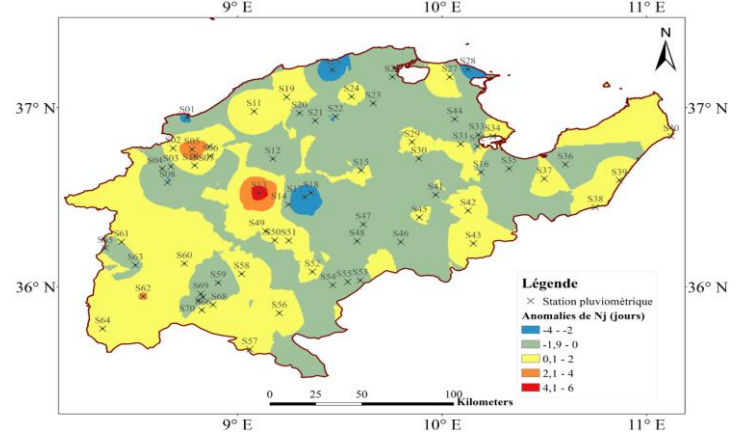 9° E
10° E
11° E
N
37° N
37° N
36° N
36° N
S28
S27
S19
S24
S23
S11
S20
S21
S22
S01
S44
S33
S34
S40
S02
S05
S06
S29
S31
S30
S12
S04
S03
S08
S15
S16
S35
S36
S37
S18
S14
S41
S42
S39
S38
S45
S49
S50
S51
S47
S48
S46
S43
S61
S63
S60
S58
S52
S59
S54
S55
S53
S62
S69
S68
S70
S56
S64
S57
Légende
Station pluviométrique
Anomalies de Nj (jours)
-4 - -2
-1,9 - 0
0,1 - 2
2,1 - 4
4,1 - 6
0 25 50 100
Kilometers
9° E
10° E
11° E